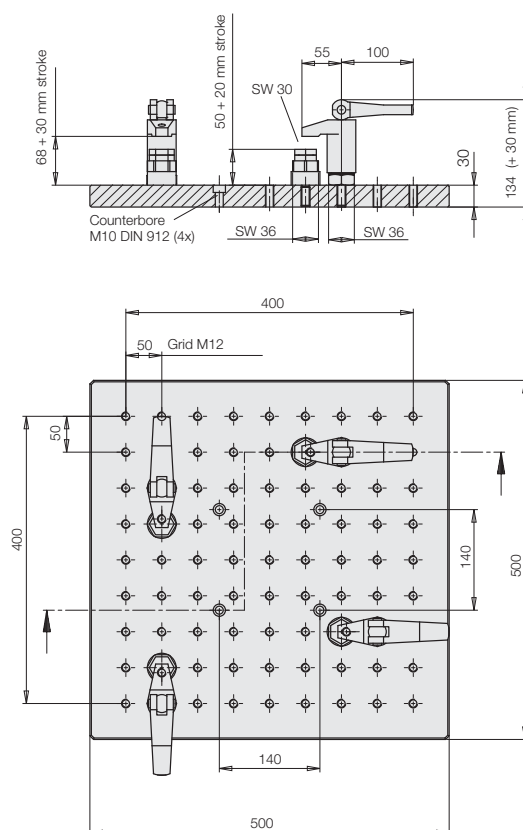 55
100
SW 30
68 + 30 mm stroke
50 + 20 mm stroke
30
134 (+ 30 mm)
Counterbore
M10 DIN 912 (4x)
SW 36
SW 36
400
50
Grid M12
50
400
140
500
140
500